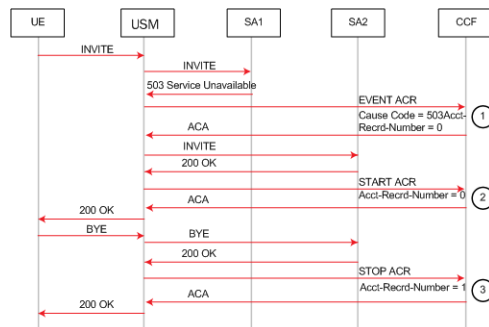 UE
USM
SA1
SA2
CCF
INVITE
INVITE
503 Service Unavailable
EVENT ACR
Cause Code = 503Acct-
Recrd-Number = 0
1
ACA
INVITE
200 OK
START ACR
Acct-Recrd-Number = 0
2
ACA
200 OK
BYE
BYE
200 OK
STOP ACR
Acct-Recrd-Number = 1
3
ACA
200 OK